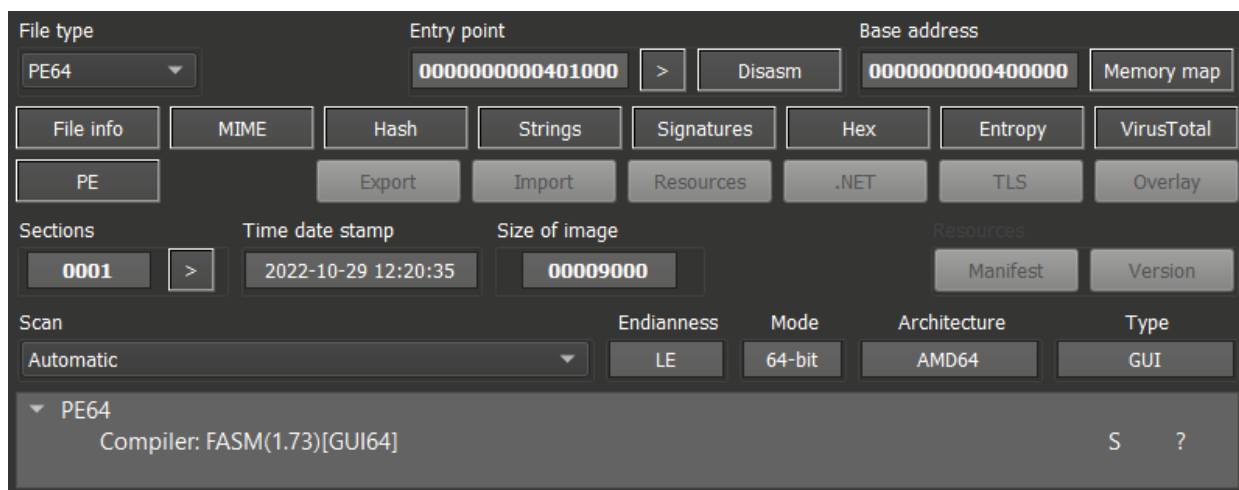 File type Entry point Base address
PE64 0000000000401000 > Disasm 0000000000400000 Memory map
File info MIME Hash Strings Signatures Hex Entropy VirusTotal
PE Export Import Resources .NET TLS Overlay
Sections Time date stamp Size of image Resources
0001 > 2022-10-29 12:20:35 00009000 Manifest Version
Scan Endianness Mode Architecture Type
Automatic LE 64-bit AMD64 GUI
PE64
Compiler: FASM(1.73)[GUI64] S ?